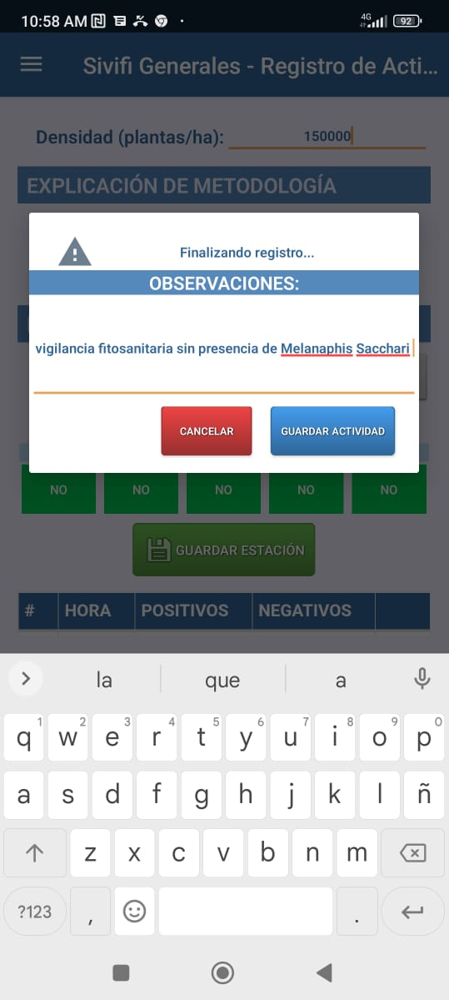 10:58 AM
4G
92
Sivifi Generales - Registro de Acti...
Densidad (plantas/ha): 150000
EXPLICACIÓN DE METODOLOGÍA
Finalizando registro...
OBSERVACIONES:
vigilancia fitosanitaria sin presencia de Melanaphis Sacchari
CANCELAR GUARDAR ACTIVIDAD
NO NO NO NO NO
GUARDAR ESTACIÓN
# HORA POSITIVOS NEGATIVOS
la que a
1 2 3 4 5 6 7 8 9 0
q w e r t y u i o p
a s d f g h j k l ñ
z x c v b n m
?123 , .